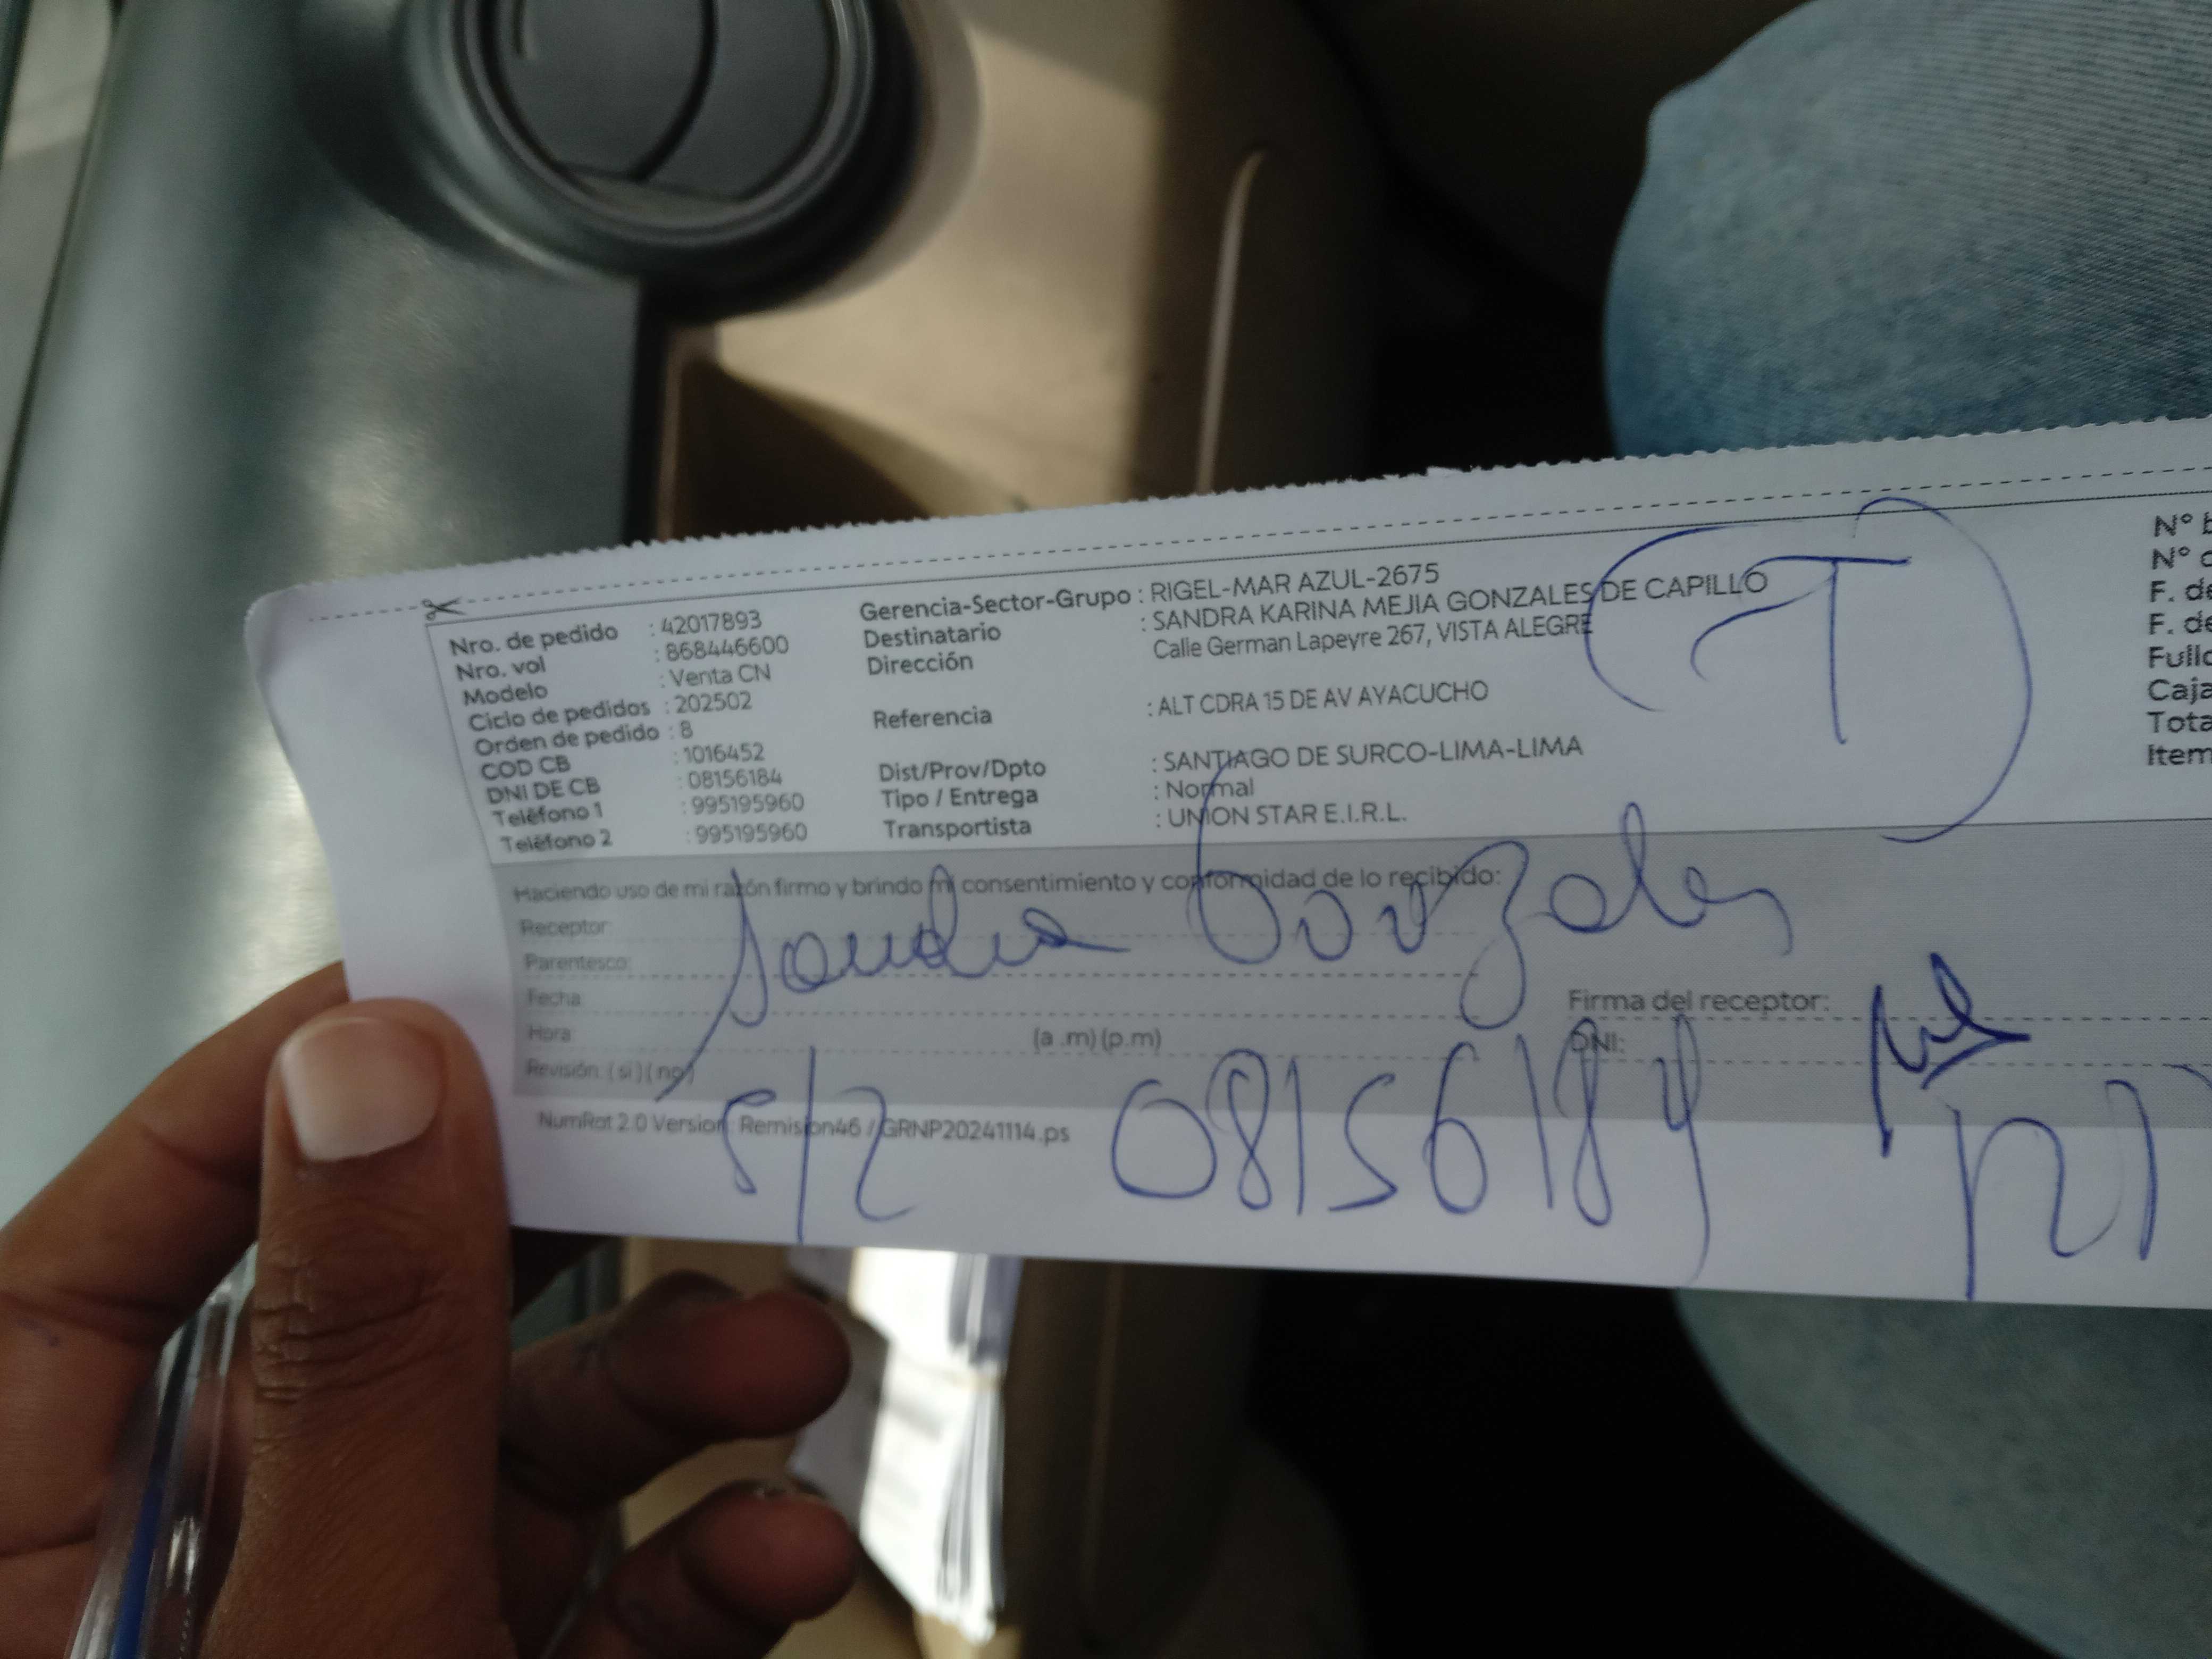 Nro. de pedido : 42017893
Nro. vol : 868446600
Modelo : Venta CN
Ciclo de pedidos : 202502
Orden de pedido : 8
COD CB : 1016452
DNI DE CB : 08156184
Teléfono 1 : 995195960
Teléfono 2 : 995195960
Gerencia-Sector-Grupo : RIGEL-MAR AZUL-2675
Destinatario : SANDRA KARINA MEJIA GONZALES DE CAPILLO
Dirección Calle German Lapeyre 267, VISTA ALEGRE
Referencia : ALT CDRA 15 DE AV AYACUCHO
Dist/Prov/Dpto : SANTIAGO DE SURCO-LIMA-LIMA
Tipo / Entrega : Normal
Transportista : UNION STAR E.I.R.L.
T
N°
N°
F. de
F. de
Caja
Item
Haciendo uso de mi razón firmo y brindo mi consentimiento y conformidad de lo recibido:
Receptor: Sandra Gonzales
Parentesco:
Fecha
Hora (a .m) (p.m)
Revisión: ( si ) ( no )
Firma del receptor:
DNI:
NumRot 2.0 Version: Remision46 / GRNP20241114.ps
5/2 08156184